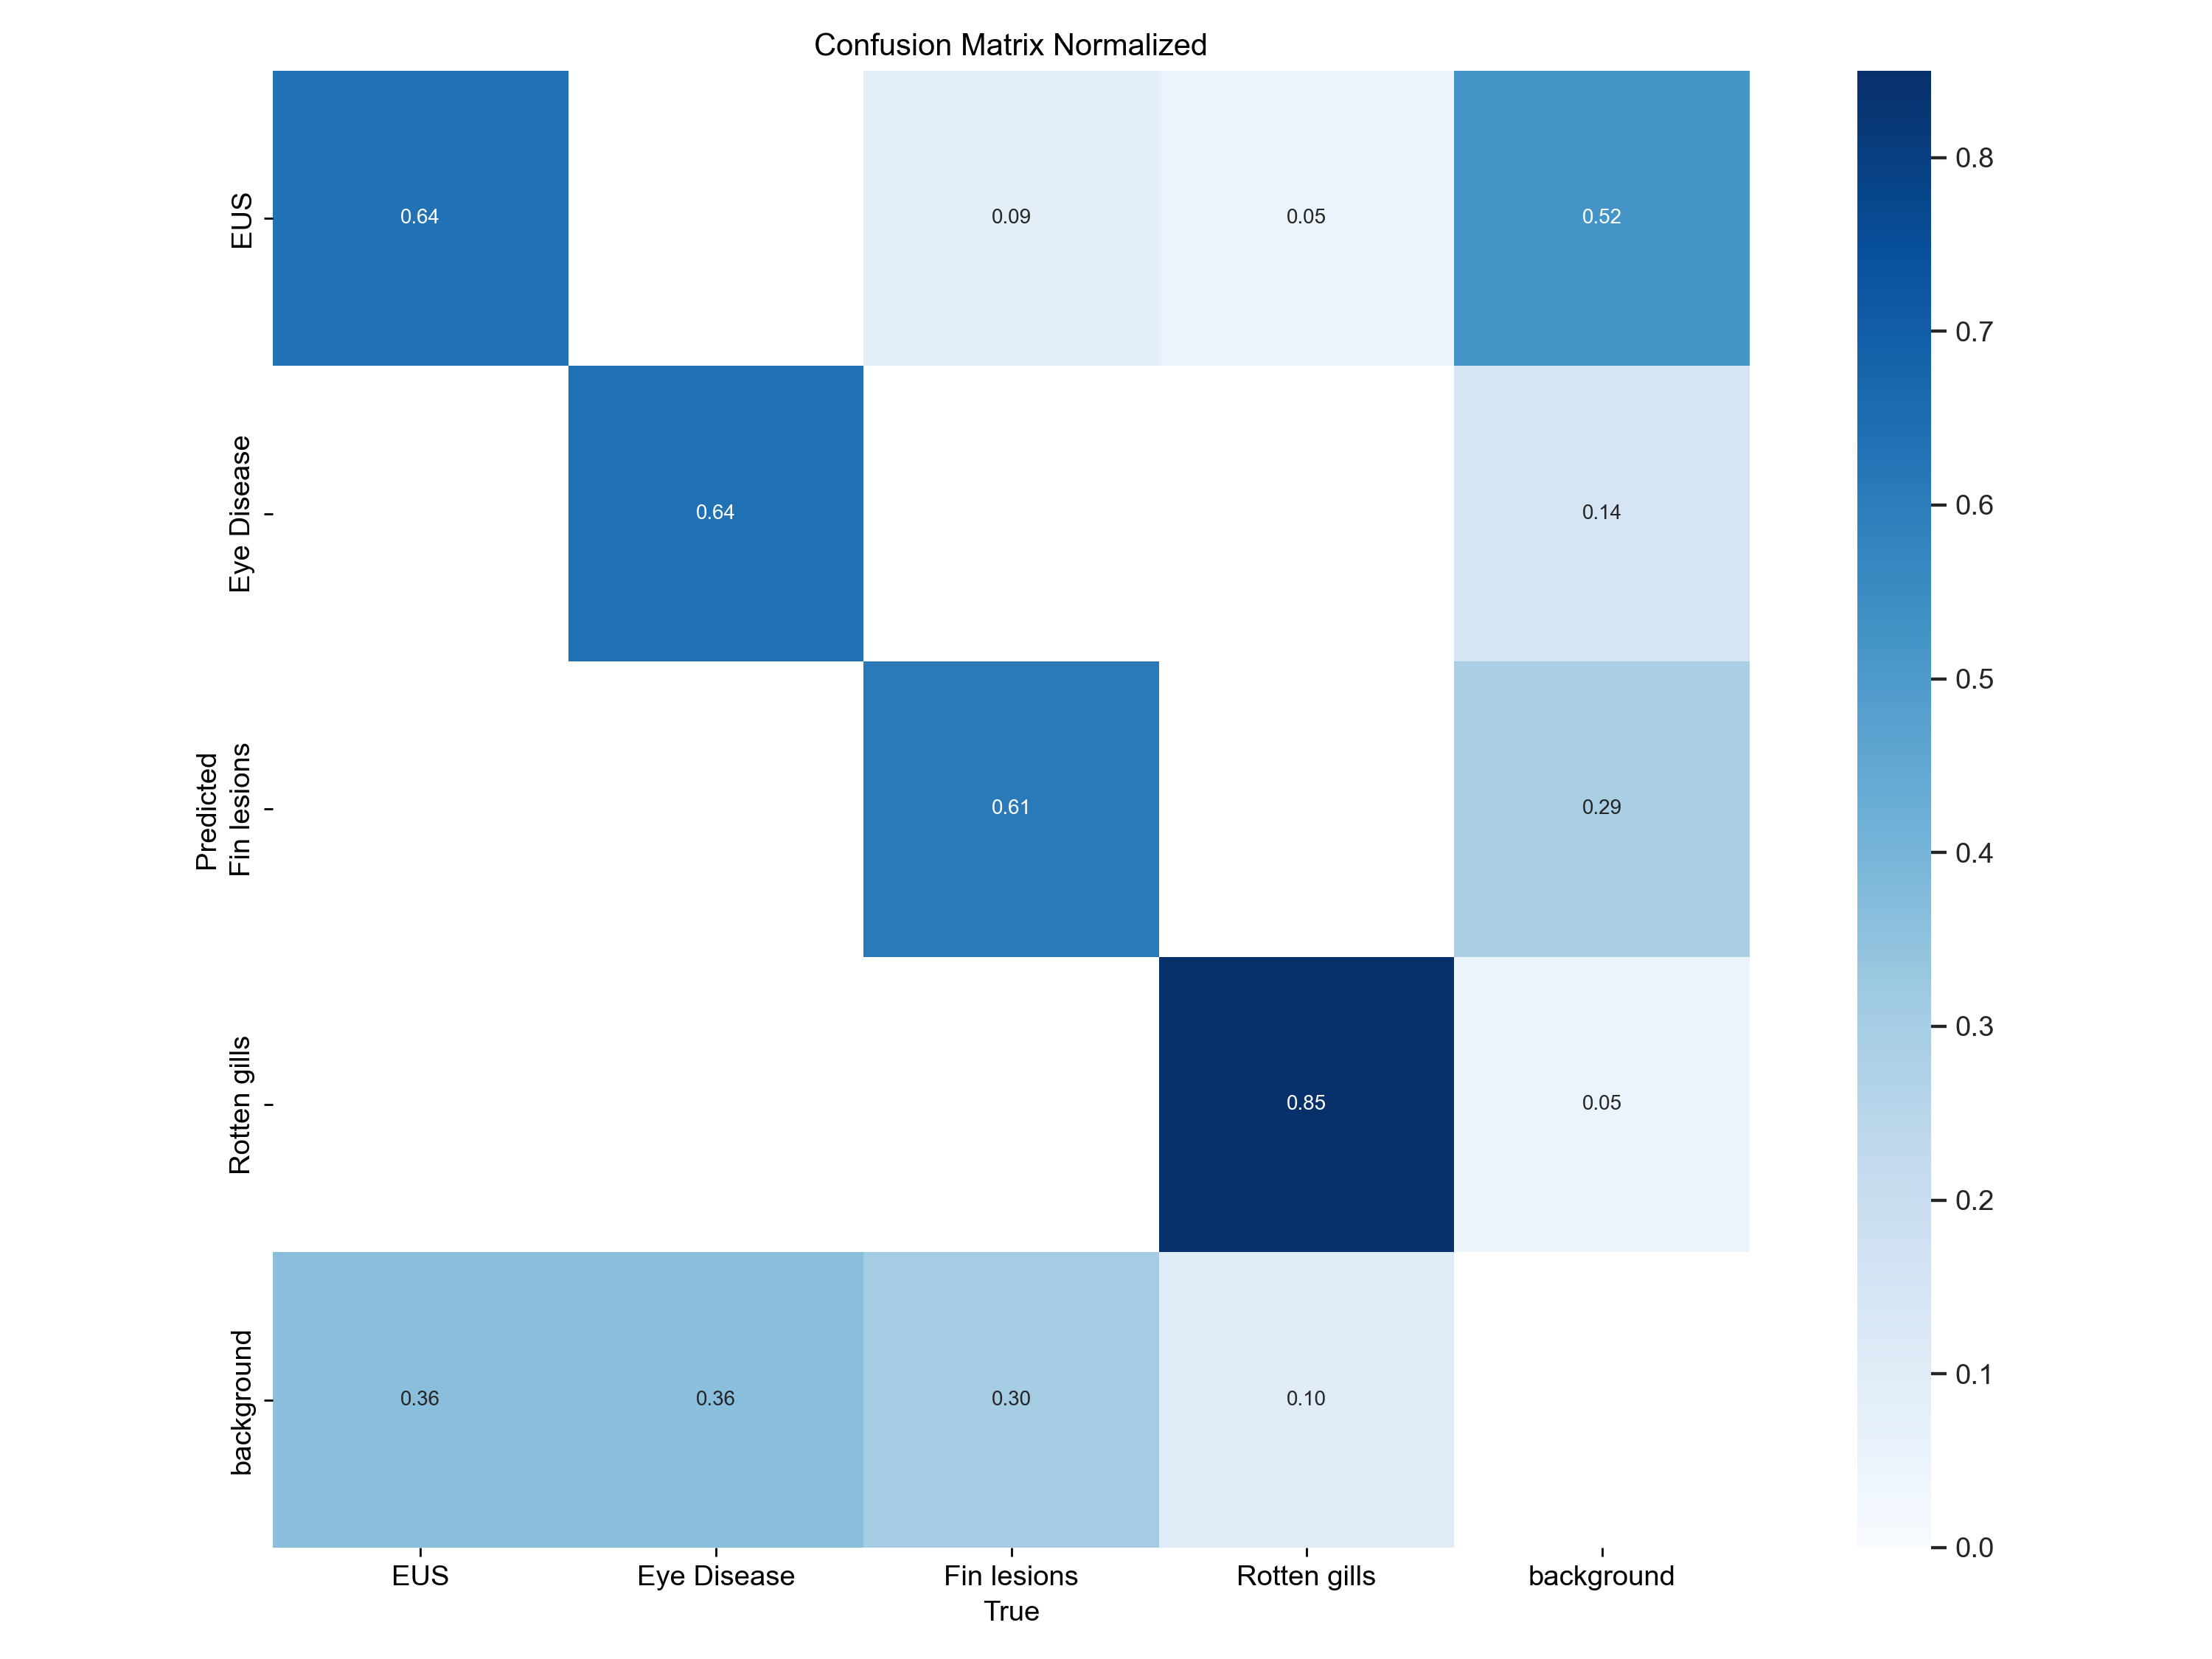 Confusion Matrix Normalized
EUS
0.64
0.09
0.05
0.52
0.8
0.7
Eye Disease
0.64
0.14
0.6
0.5
Predicted
Fin lesions
0.61
0.29
0.4
0.3
Rotten gills
0.85
0.05
0.2
0.1
background
0.36
0.36
0.30
0.10
0.0
EUS
Eye Disease
Fin lesions
Rotten gills
background
True